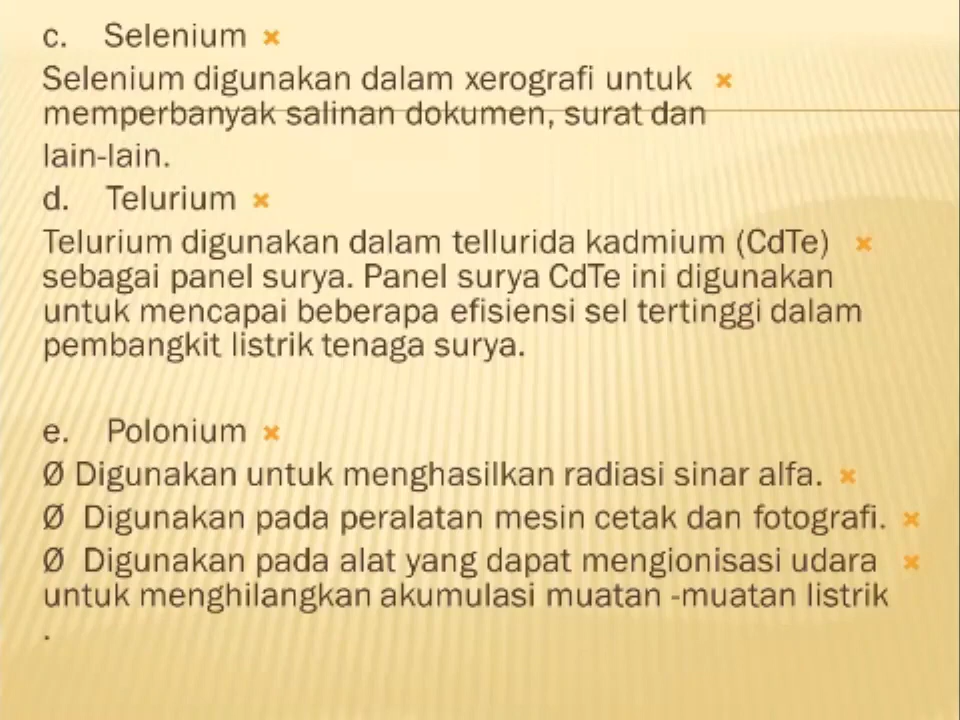 c. Selenium
Selenium digunakan dalam xerografi untuk
memperbanyak salinan dokumen, surat dan
lain-lain.
d. Telurium
Telurium digunakan dalam tellurida kadmium (CdTe)
sebagai panel surya. Panel surya CdTe ini digunakan
untuk mencapai beberapa efisiensi sel tertinggi dalam
pembangkit listrik tenaga surya.
e. Polonium
Ø Digunakan untuk menghasilkan radiasi sinar alfa.
Ø Digunakan pada peralatan mesin cetak dan fotografi.
Ø Digunakan pada alat yang dapat mengionisasi udara
untuk menghilangkan akumulasi muatan -muatan listrik
.